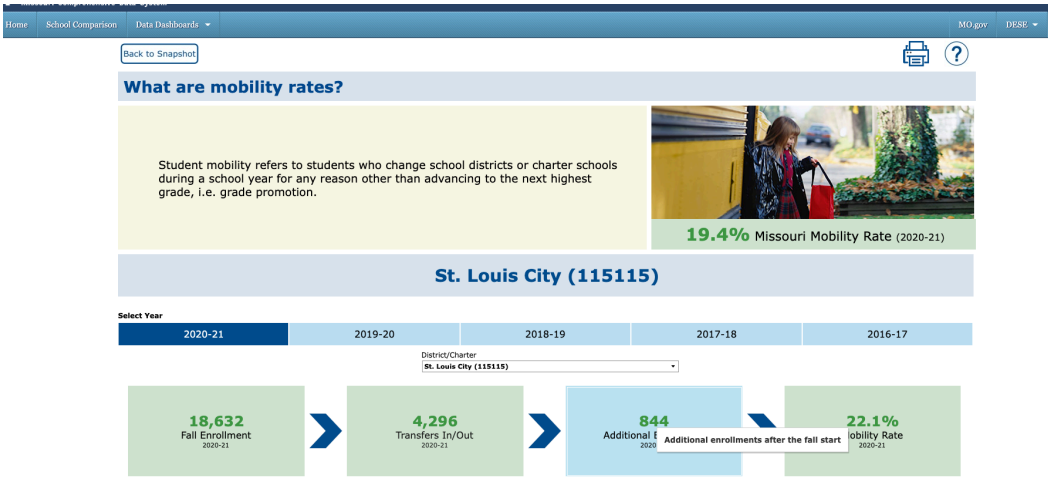 Home School Comparison Data Dashboards MO.gov DESE
Back to Snapshot
?
What are mobility rates?
Student mobility refers to students who change school districts or charter schools
during a school year for any reason other than advancing to the next highest
grade, i.e. grade promotion.
19.4% Missouri Mobility Rate (2020-21)
St. Louis City (115115)
Select Year
2020-21 2019-20 2018-19 2017-18 2016-17
District/Charter
St. Louis City (115115)
18,632
Fall Enrollment
2020-21
4,296
Transfers In/Out
2020-21
844
Additional
2020
Additional enrollments after the fall start
22.1%
obility Rate
2020-21